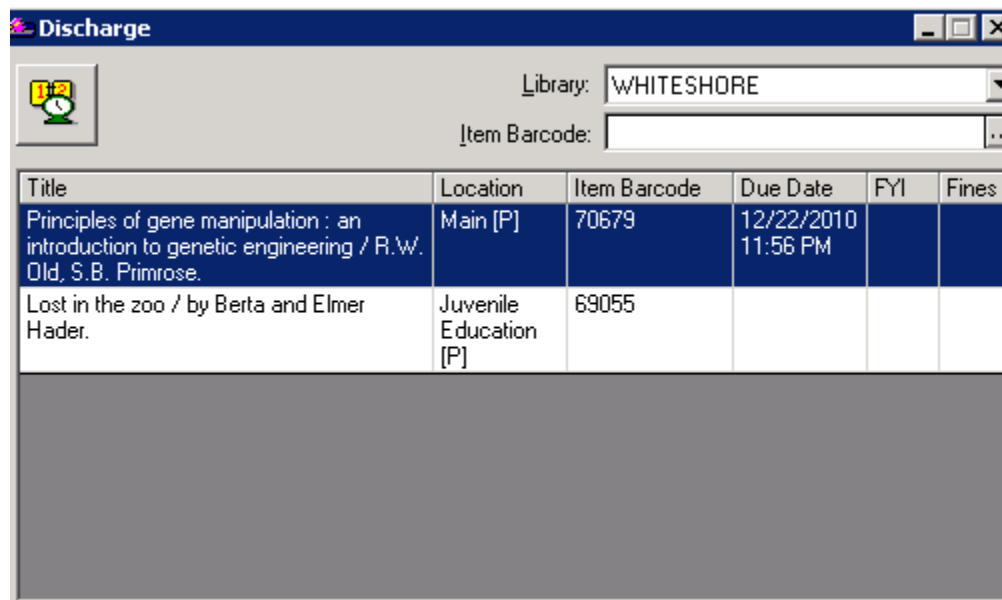 Discharge
Library: WHITESHORE
Item Barcode: ...
Title Location Item Barcode Due Date FYI Fines
Principles of gene manipulation : an Main [P] 70679 12/22/2010
introduction to genetic engineering / R.W. 11:56 PM
Old, S.B. Primrose.
Lost in the zoo / by Berta and Elmer Juvenile 69055
Hader. Education
[P]